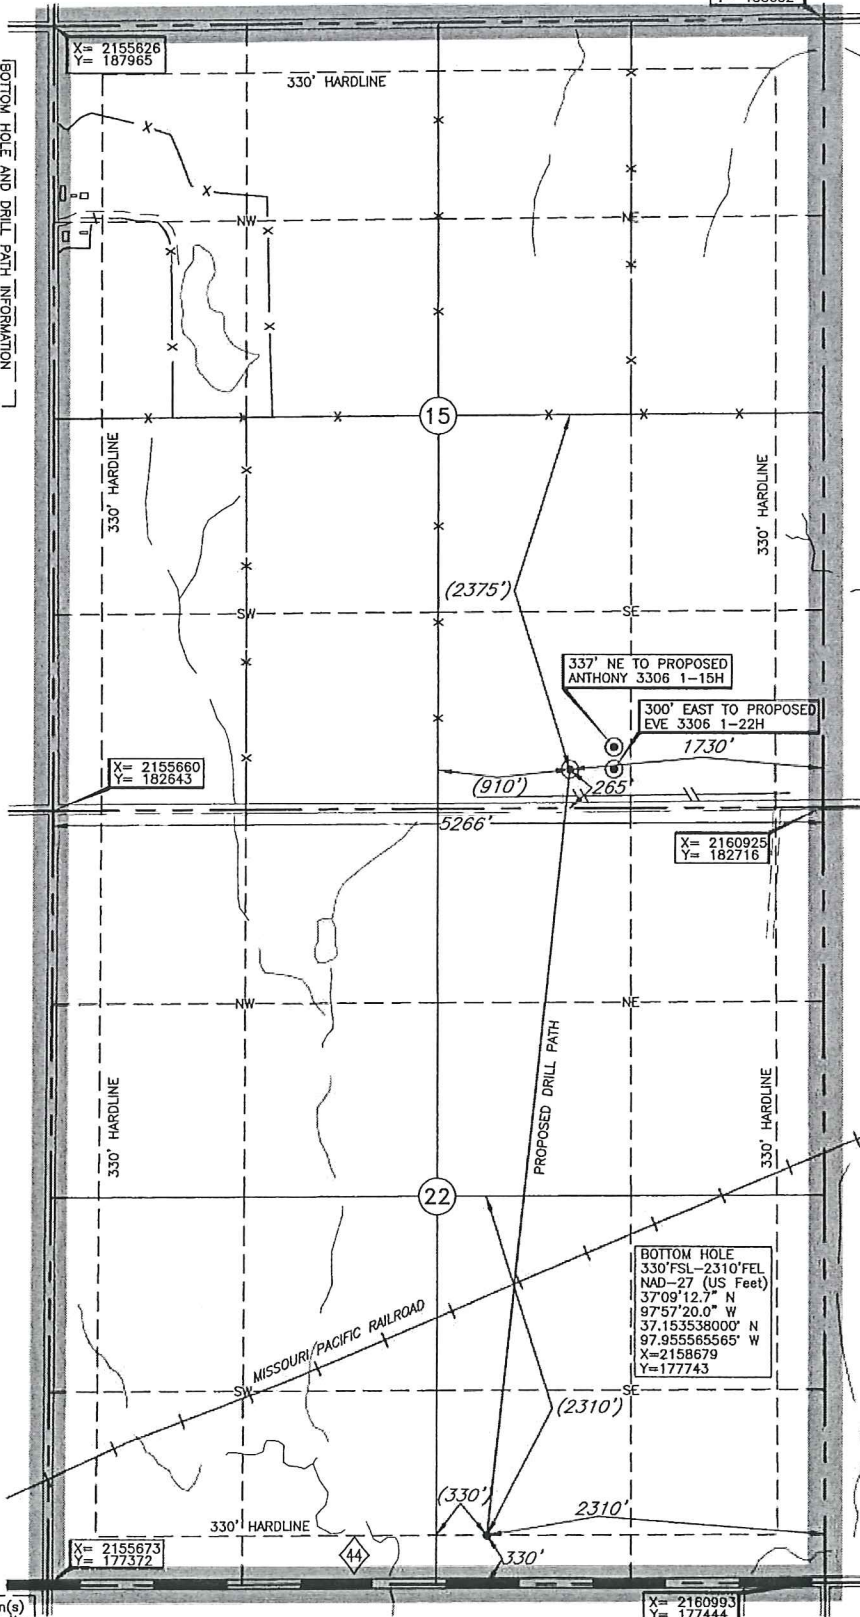 X= 2155626
Y= 187965
330' HARDLINE
BOTTOM HOLE AND DRILL PATH INFORMATION
NW
NE
15
330' HARDLINE
330' HARDLINE
(2375')
SW
SE
337' NE TO PROPOSED
ANTHONY 3306 1-15H
300' EAST TO PROPOSED
EVE 3306 1-22H
1730'
X= 2155660
Y= 182643
(910')
265'
5266'
X= 2160925
Y= 182716
NW
NE
PROPOSED DRILL PATH
330' HARDLINE
330' HARDLINE
22
BOTTOM HOLE
330'FSL-2310'FEL
NAD-27 (US Feet)
37°09'12.7" N
97°57'20.0" W
37.153538000° N
97.955565565° W
X=2158679
Y=177743
MISSOURI/PACIFIC RAILROAD
SW
SE
(2310')
(330')
2310'
330' HARDLINE
X= 2155673
Y= 177372
44
330'
X= 2160993
Y= 177444
n(s)